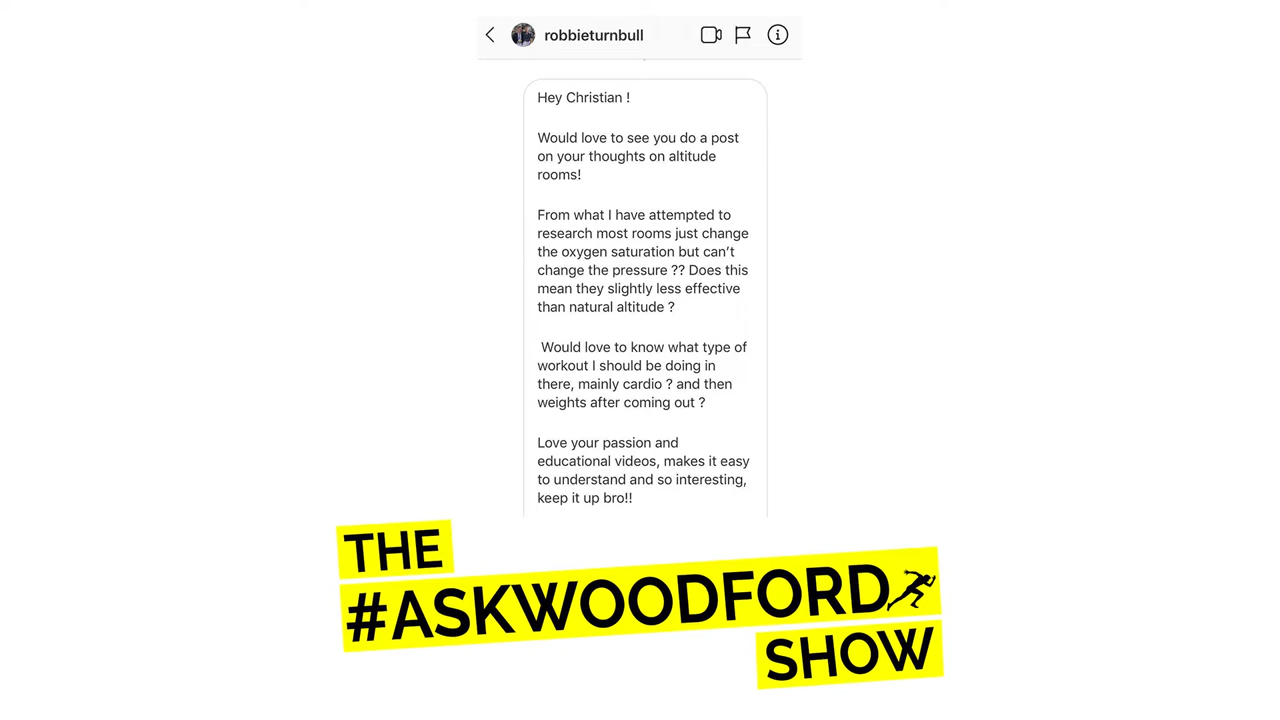 robbieturnbull
Hey Christian !
Would love to see you do a post
on your thoughts on altitude
rooms!
From what I have attempted to
research most rooms just change
the oxygen saturation but can’t
change the pressure ?? Does this
mean they slightly less effective
than natural altitude ?
Would love to know what type of
workout I should be doing in
there, mainly cardio ? and then
weights after coming out ?
Love your passion and
educational videos, makes it easy
to understand and so interesting,
keep it up bro!!
THE
#ASKWOODFORD
SHOW